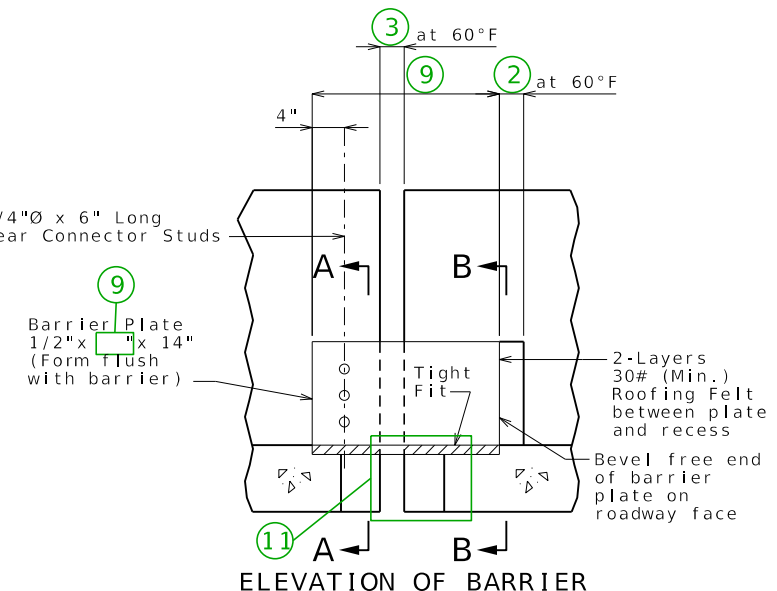 3 at 60°F
9
2 at 60°F
4"
/4"Ø x 6" Long
ear Connector Studs
A
B
9
Barrier Plate
1/2"x "x 14"
(Form flush
with barrier)
Tight
Fit
2-Layers
30# (Min.)
Roofing Felt
between plate
and recess
Bevel free end
of barrier
plate on
roadway face
11
A
B
ELEVATION OF BARRIER